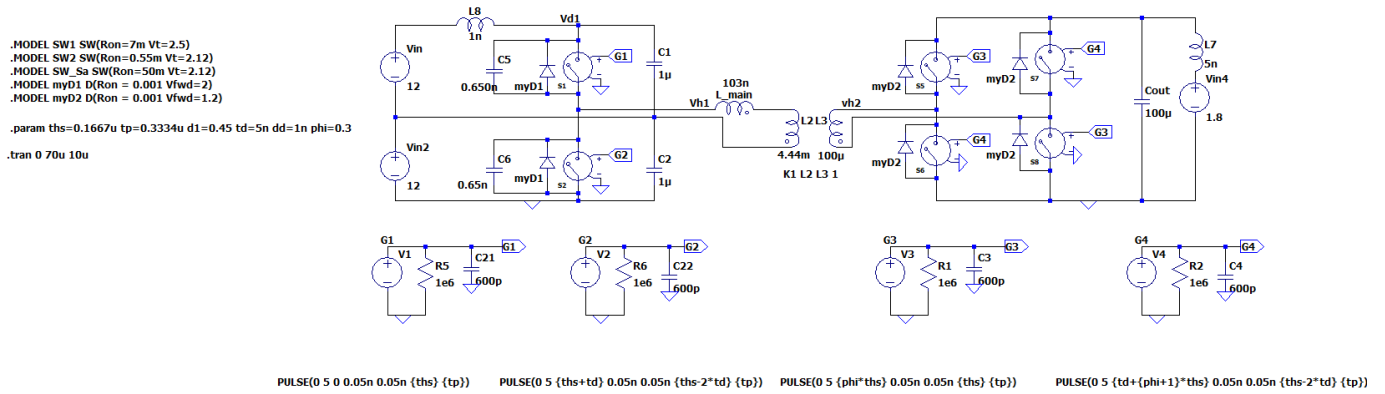 .MODEL SW1 SW(Ron=7m Vt=2.5)
.MODEL SW2 SW(Ron=0.55m Vt=2.12)
.MODEL SW_Sa SW(Ron=50m Vt=2.12)
.MODEL myD1 D(Ron = 0.001 Vfwd=2)
.MODEL myD2 D(Ron = 0.001 Vfwd=1.2)
.param ths=0.1667u tp=0.3334u d1=0.45 td=5n dd=1n phi=0.3
.tran 0 70u 10u
L8
1n
Vd1
Vin
12
Vin2
12
C5
0.650n
myD1
S1
G1
C1
1µ
C6
0.65n
myD1
S2
G2
C2
1µ
Vh1
103n
L_main
L2
L3
4.44m
100µ
K1 L2 L3 1
vh2
myD2
S5
G3
myD2
S7
G4
myD2
S6
G4
myD2
S8
G3
Cout
100µ
L7
5n
Vin4
1.8
G1
V1
R5
1e6
C21
600p
G1
G2
V2
R6
1e6
C22
600p
G2
G3
V3
R1
1e6
C3
600p
G3
G4
V4
R2
1e6
C4
600p
G4
PULSE(0 5 0 0.05n 0.05n {ths} {tp})
PULSE(0 5 {ths+td} 0.05n 0.05n {ths-2*td} {tp})
PULSE(0 5 {phi*ths} 0.05n 0.05n {ths} {tp})
PULSE(0 5 {td+{phi+1}*ths} 0.05n 0.05n {ths-2*td} {tp})